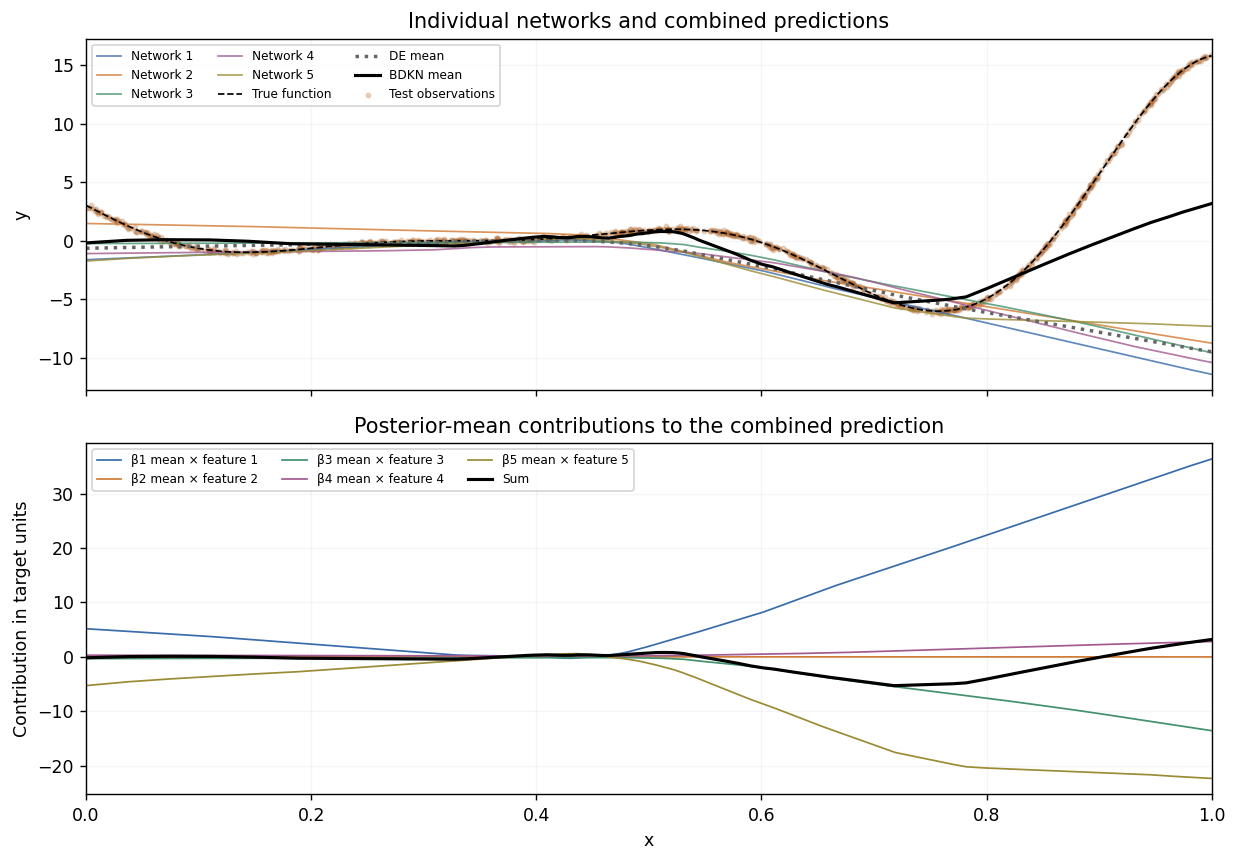 Individual networks and combined predictions
Network 1
Network 2
Network 3
Network 4
Network 5
True function
DE mean
BDKN mean
Test observations
15
10
5
0
−5
−10
y
Posterior-mean contributions to the combined prediction
β1 mean × feature 1
β2 mean × feature 2
β3 mean × feature 3
β4 mean × feature 4
β5 mean × feature 5
Sum
30
20
10
0
−10
−20
Contribution in target units
0.0 0.2 0.4 0.6 0.8 1.0
x